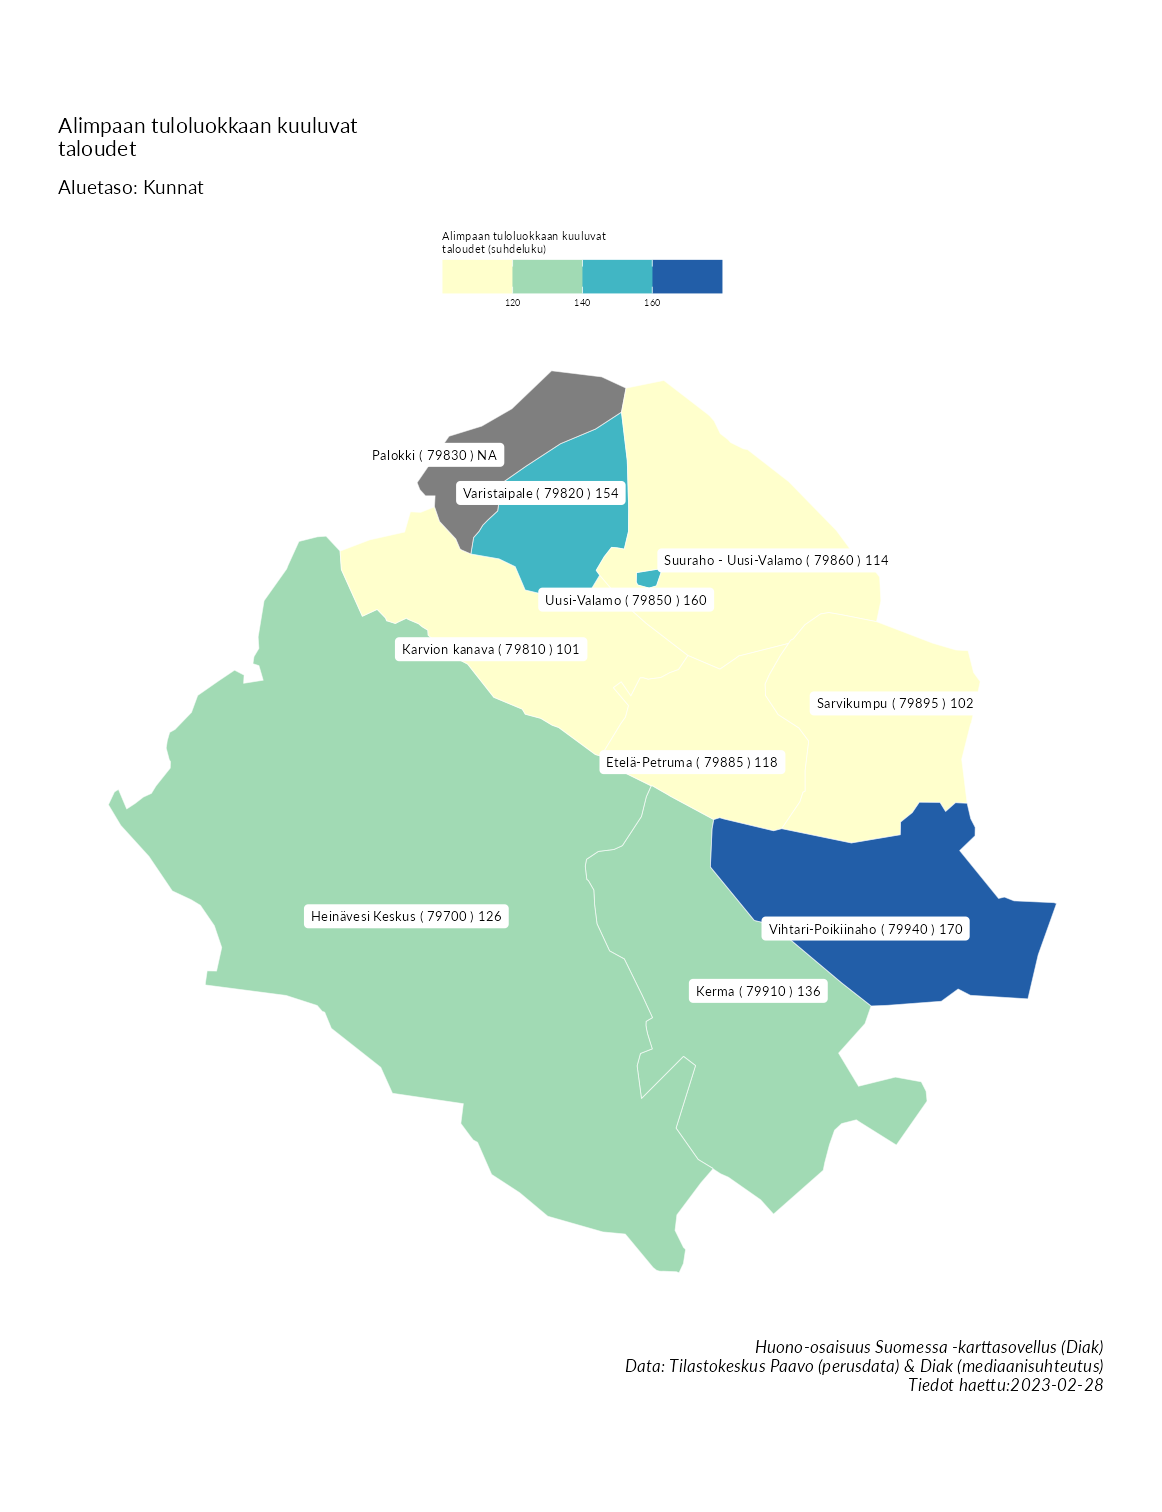 Alimpaan tuloluokkaan kuuluvat
taloudet
Aluetaso: Kunnat
Alimpaan tuloluokkaan kuuluvat
taloudet (suhdeluku)
120 140 160
Palokki ( 79830 ) NA
Varistaipale ( 79820 ) 154
Suuraho - Uusi-Valamo ( 79860 ) 114
Uusi-Valamo ( 79850 ) 160
Karvion kanava ( 79810 ) 101
Sarvikumpu ( 79895 ) 102
Etelä-Petruma ( 79885 ) 118
Heinävesi Keskus ( 79700 ) 126
Vihtari-Poikiinaho ( 79940 ) 170
Kerma ( 79910 ) 136
Huono-osaisuus Suomessa -karttasovellus (Diak)
Data: Tilastokeskus Paavo (perusdata) & Diak (mediaanisuhteutus)
Tiedot haettu:2023-02-28